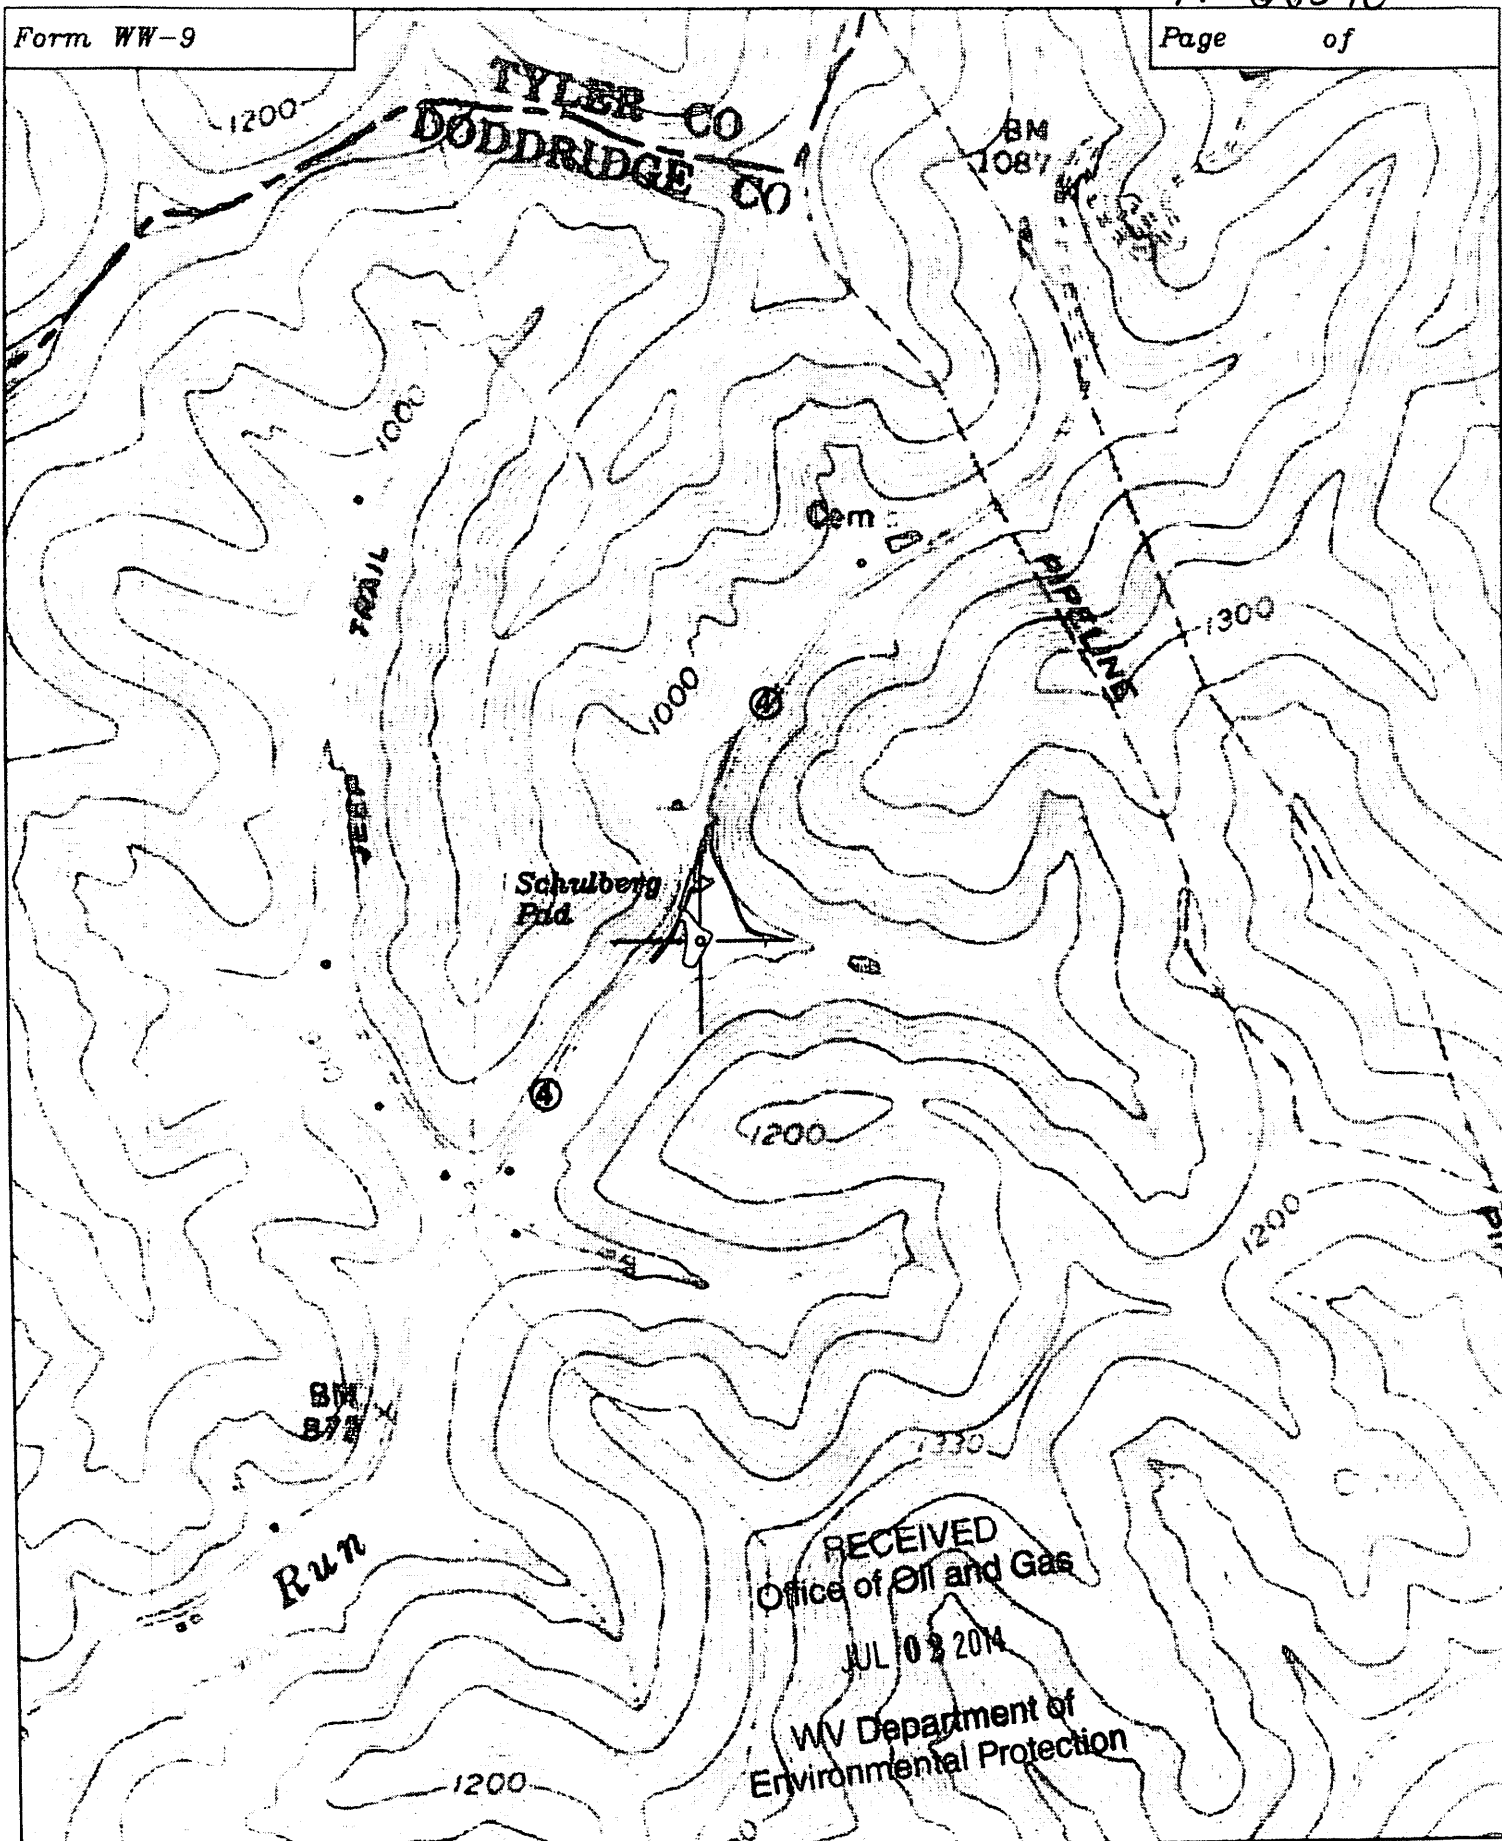 Form WW-9
Page of
TYLER CO
DODDRIDGE CO
1200
BM
1087
1000
TRAIL
Cem
PIPELINE
1300
1000
4
JEEP
Schulberg
Pad
4
1200
1200
BM
Run
RECEIVED
Office of Oil and Gas
JUL 2014
WV Department of
Environmental Protection
1200